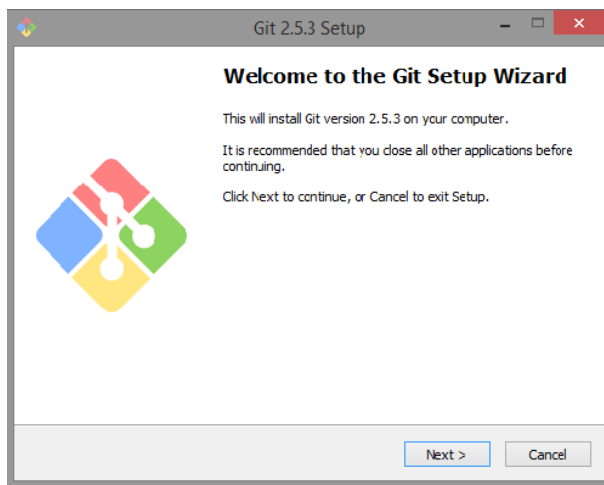 Git 2.5.3 Setup
Welcome to the Git Setup Wizard
This will install Git version 2.5.3 on your computer.
It is recommended that you close all other applications before
continuing.
Click Next to continue, or Cancel to exit Setup.
Next >
Cancel